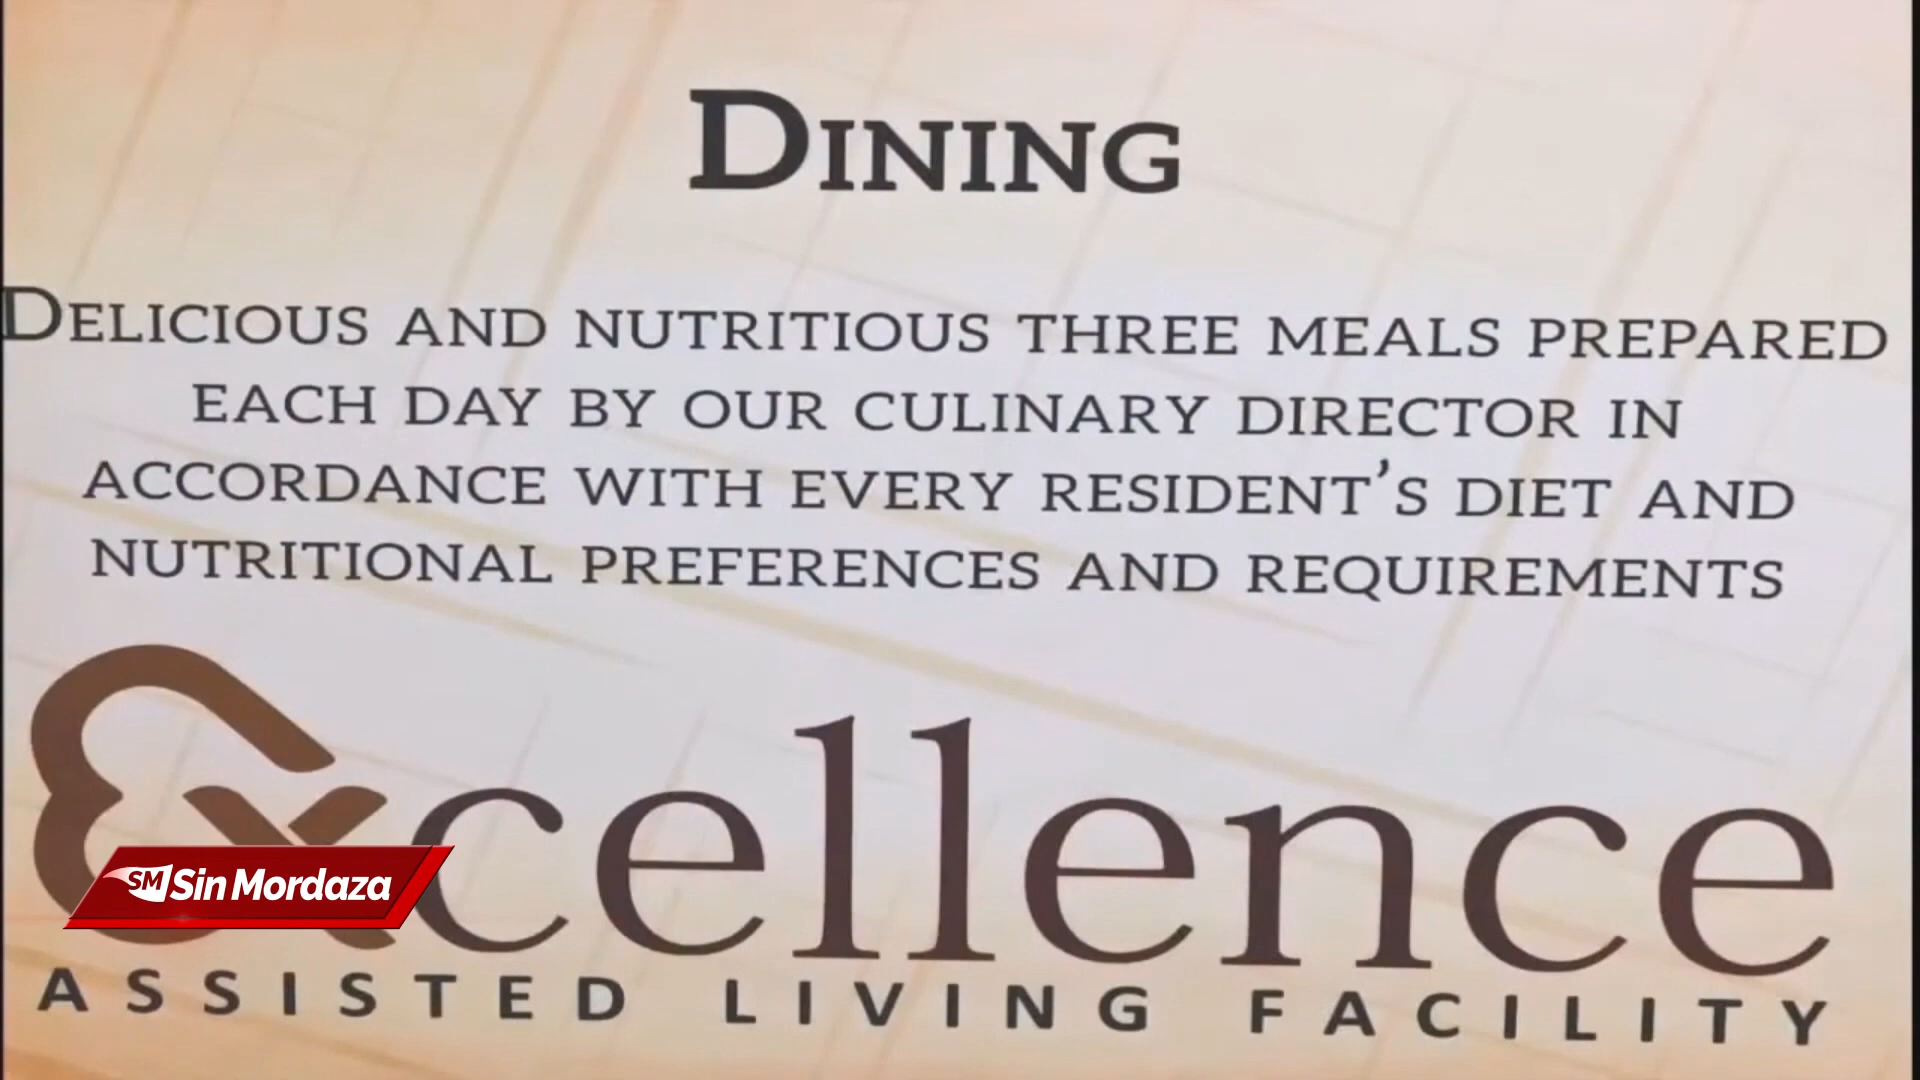 DINING
DELICIOUS AND NUTRITIOUS THREE MEALS PREPARED
EACH DAY BY OUR CULINARY DIRECTOR IN
ACCORDANCE WITH EVERY RESIDENT'S DIET AND
NUTRITIONAL PREFERENCES AND REQUIREMENTS
Excellence
SM Sin Mordaza
ASSISTED LIVING FACILITY